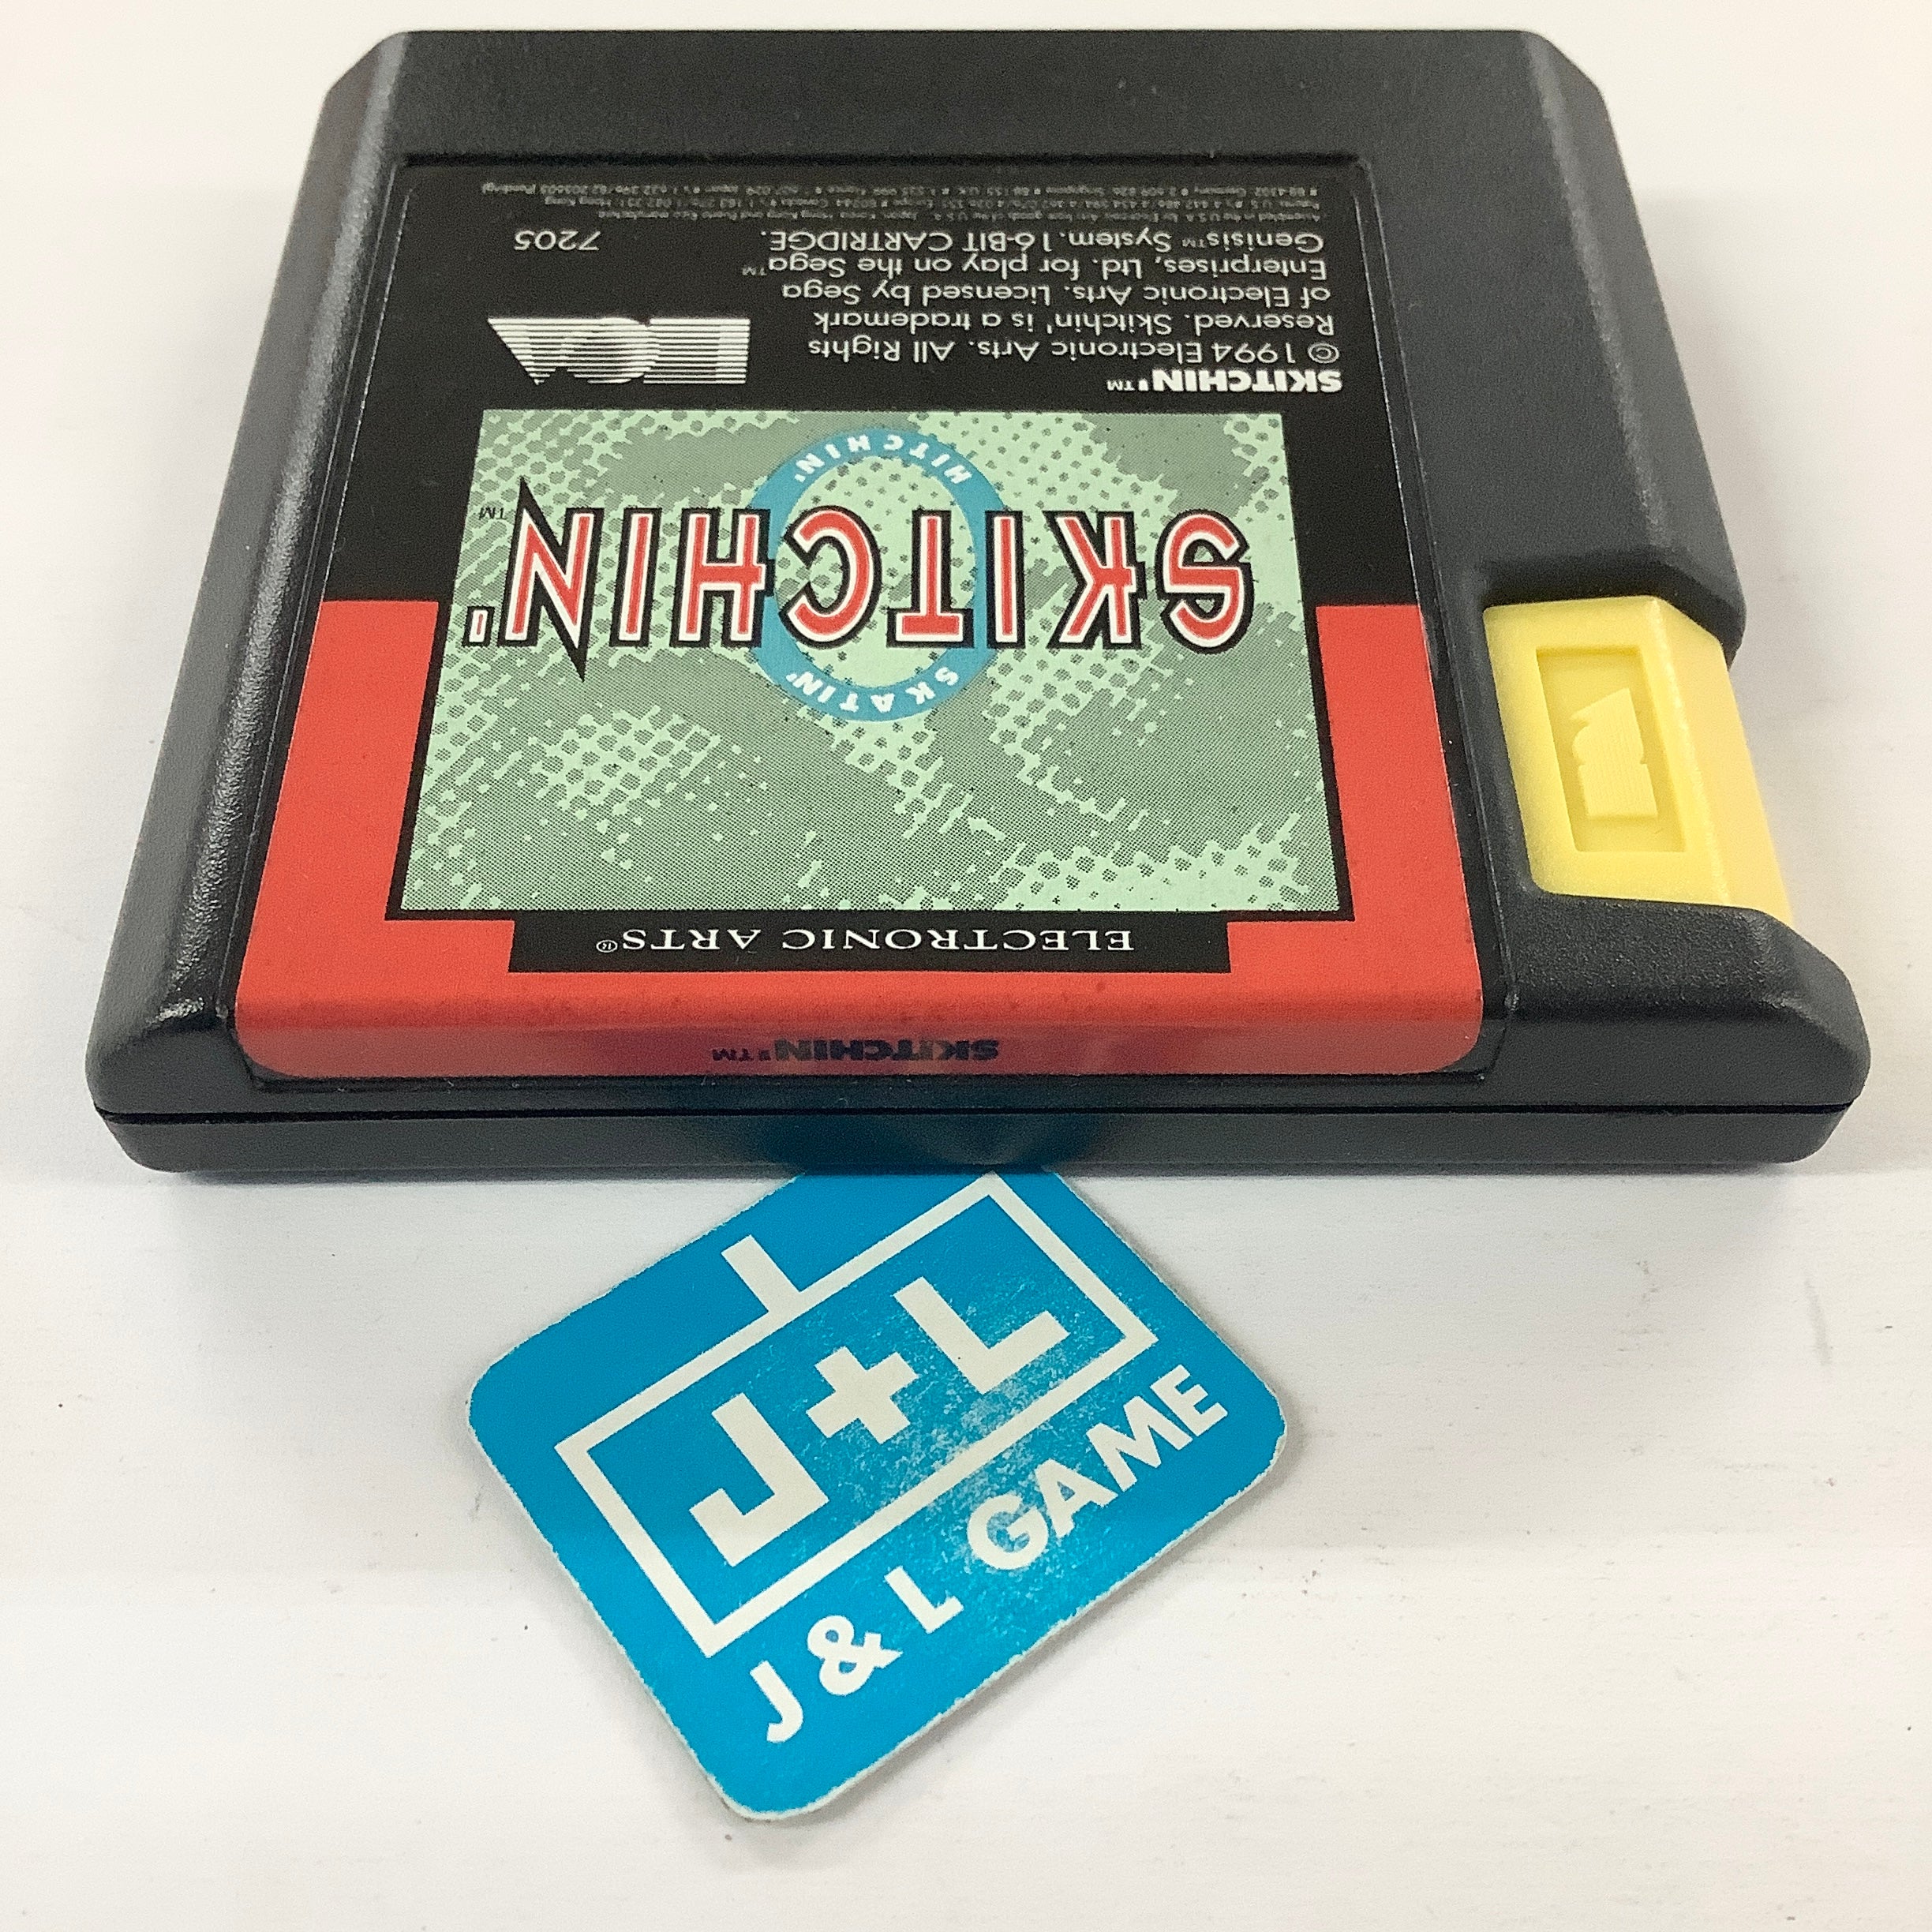 SKITCHIN'™
ELECTRONIC ARTS®
SKATIN'
SKITCHIN'™
HITCHIN'
SKITCHIN'™
© 1994 Electronic Arts. All Rights
Reserved. Skitchin' is a trademark
of Electronic Arts. Licensed by Sega
Enterprises, Ltd. for play on the Sega™
Genisis™ System. 16-BIT CARTRIDGE.
EA
7205
J+L
J & L GAME